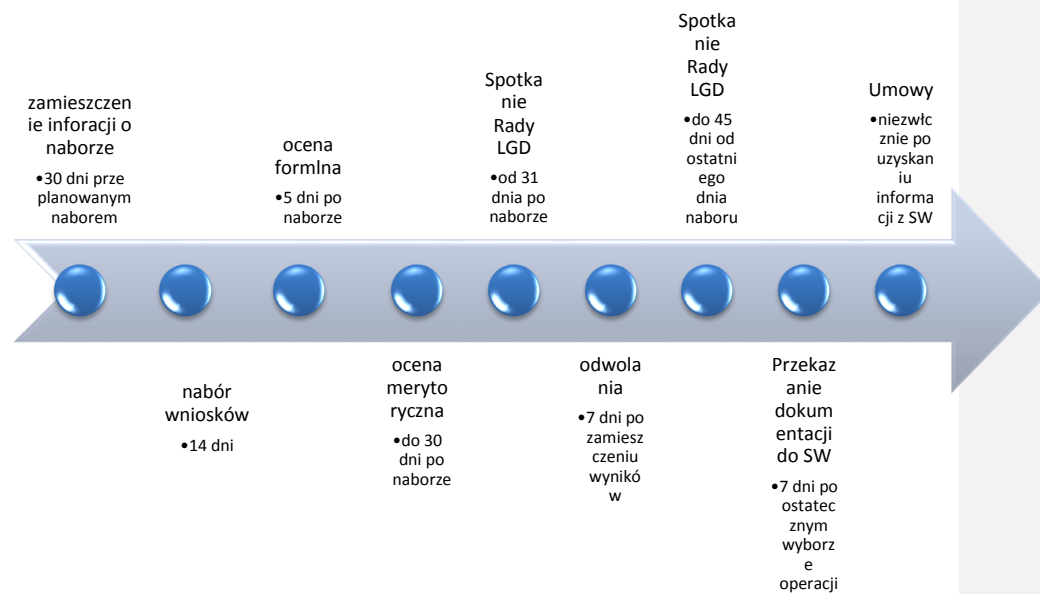 zamieszczen
ie inforacji o
naborze
•30 dni prze
planowanym
naborem
nabór
wniosków
•14 dni
ocena
formlna
•5 dni po
naborze
ocena
meryto
ryczna
•do 30
dni po
naborze
Spotka
nie
Rady
LGD
•od 31
dnia po
naborze
odwola
nia
•7 dni po
zamiesz
czeniu
wynikó
w
Spotka
nie
Rady
LGD
•do 45
dni od
ostatni
ego
dnia
naboru
Przekaz
anie
dokum
entacji
do SW
•7 dni po
ostatec
znym
wyborz
e
operacji
Umowy
•niezwłc
znie po
uzyskan
iu
informa
cji z SW